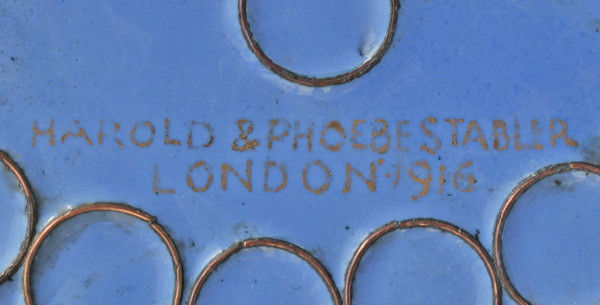 HAROLD & PHOEBE STABLER
LONDON · 1916